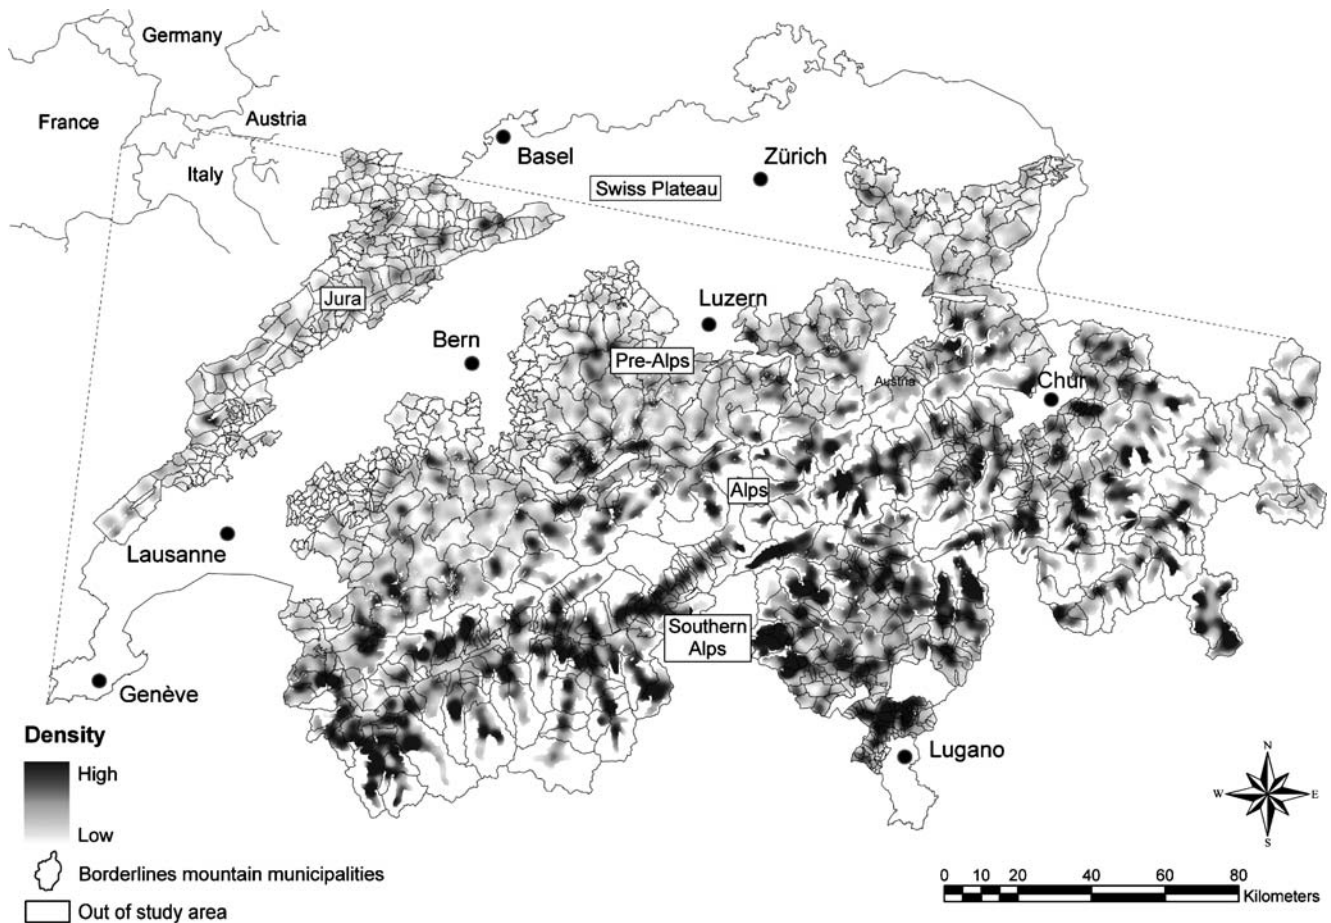 Germany
France
Austria
Italy
Basel
Zürich
Swiss Plateau
Jura
Luzern
Bern
Pre-Alps
Austria
Chur
Alps
Lausanne
Southern
Alps
Genève
Lugano
Density
High
Low
Borderlines mountain municipalities
Out of study area
N
W
E
S
0 10 20 40 60 80
Kilometers